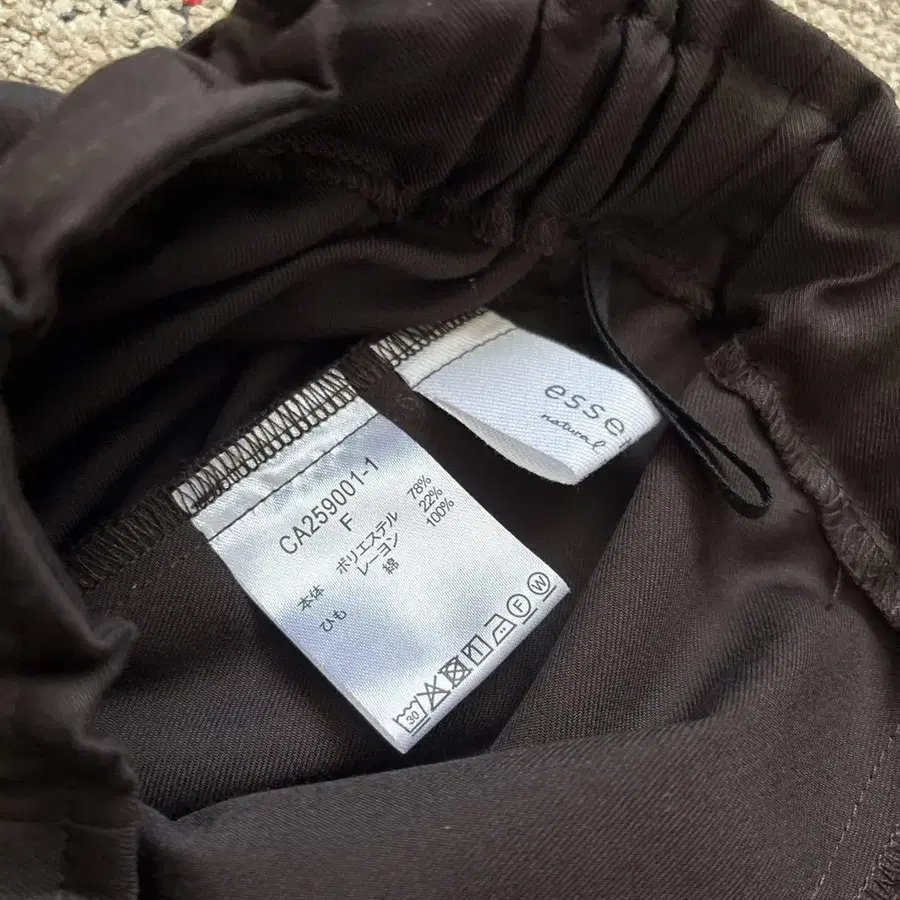 esse
natural
CA259001-1
F
本体 ポリエステル 78%
レーヨン 22%
ひも 綿 100%
30
F W